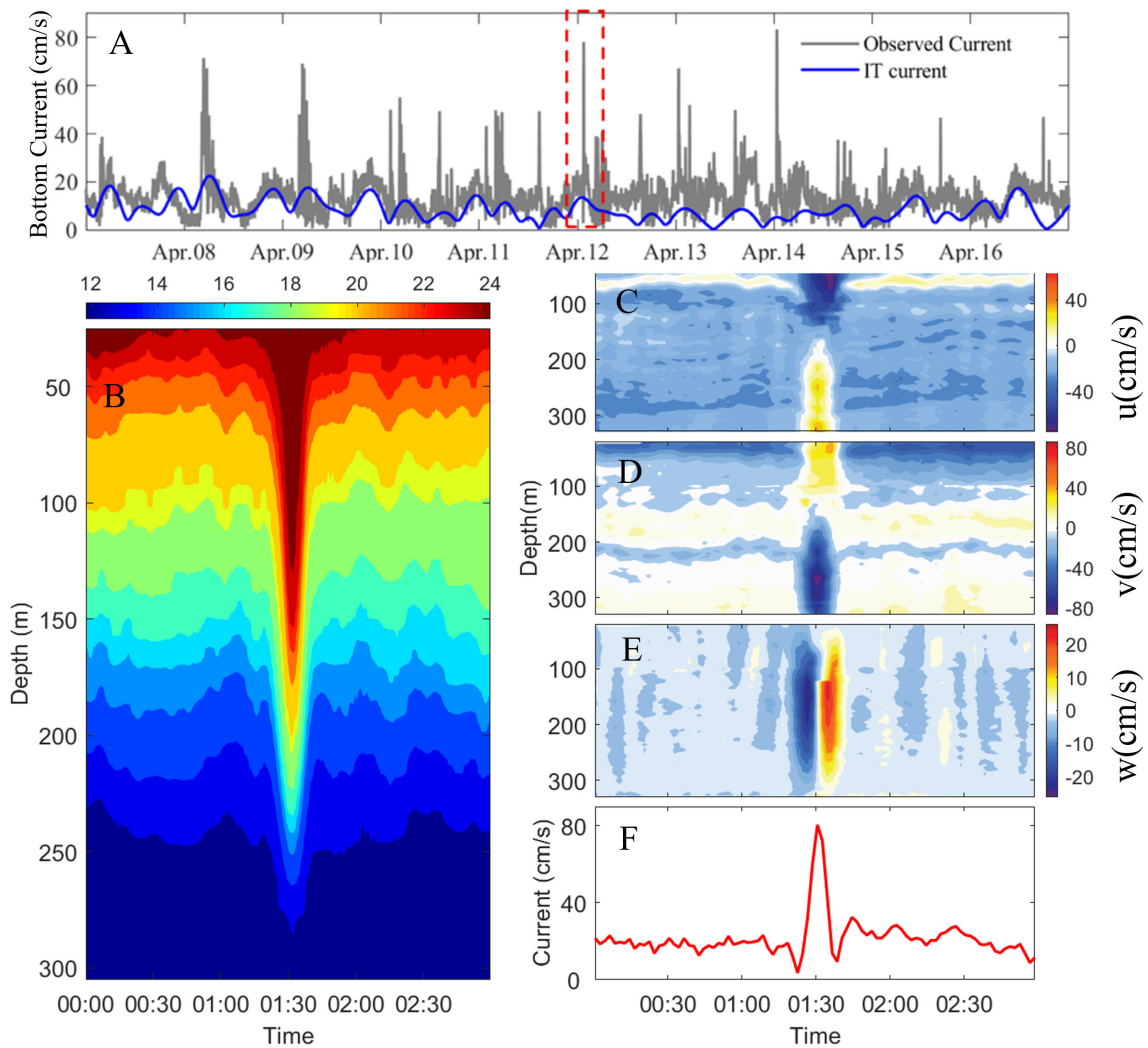 A
Bottom Current (cm/s)
80
60
40
20
0
Observed Current
IT current
Apr.08 Apr.09 Apr.10 Apr.11 Apr.12 Apr.13 Apr.14 Apr.15 Apr.16
12 14 16 18 20 22 24
B
Depth (m)
50
100
150
200
250
300
00:00 00:30 01:00 01:30 02:00 02:30
Time
C
100
200
300
40
0
-40
u(cm/s)
D
Depth(m)
100
200
300
80
40
0
-40
-80
v(cm/s)
E
100
200
300
20
10
0
-10
-20
w(cm/s)
F
Current (cm/s)
80
40
0
00:30 01:00 01:30 02:00 02:30
Time